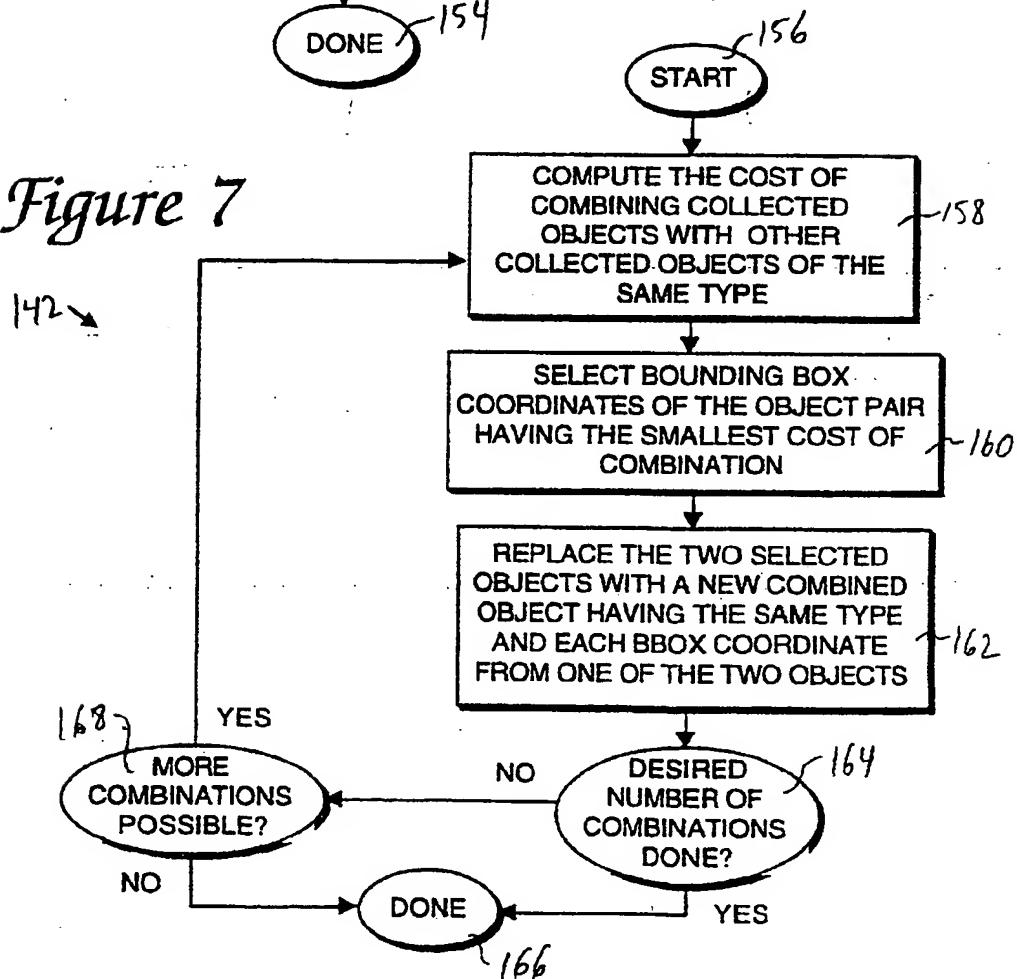 DONE
154
START
156
Figure 7
142
COMPUTE THE COST OF
COMBINING COLLECTED
OBJECTS WITH OTHER
COLLECTED OBJECTS OF THE
SAME TYPE
158
SELECT BOUNDING BOX
COORDINATES OF THE OBJECT PAIR
HAVING THE SMALLEST COST OF
COMBINATION
160
REPLACE THE TWO SELECTED
OBJECTS WITH A NEW COMBINED
OBJECT HAVING THE SAME TYPE
AND EACH BBOX COORDINATE
FROM ONE OF THE TWO OBJECTS
162
DESIRED
NUMBER OF
COMBINATIONS
DONE?
164
NO
YES
168
MORE
COMBINATIONS
POSSIBLE?
YES
NO
DONE
166